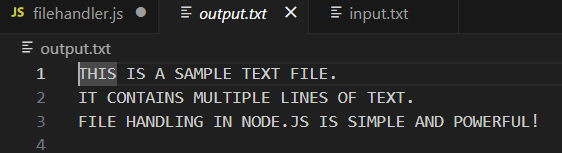 JS filehandler.js output.txt input.txt
output.txt
1 THIS IS A SAMPLE TEXT FILE.
2 IT CONTAINS MULTIPLE LINES OF TEXT.
3 FILE HANDLING IN NODE.JS IS SIMPLE AND POWERFUL!
4